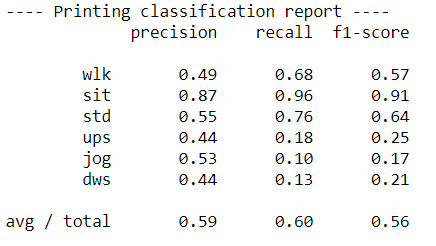 ---- Printing classification report ----
precision recall f1-score
wlk 0.49 0.68 0.57
sit 0.87 0.96 0.91
std 0.55 0.76 0.64
ups 0.44 0.18 0.25
jog 0.53 0.10 0.17
dws 0.44 0.13 0.21
avg / total 0.59 0.60 0.56